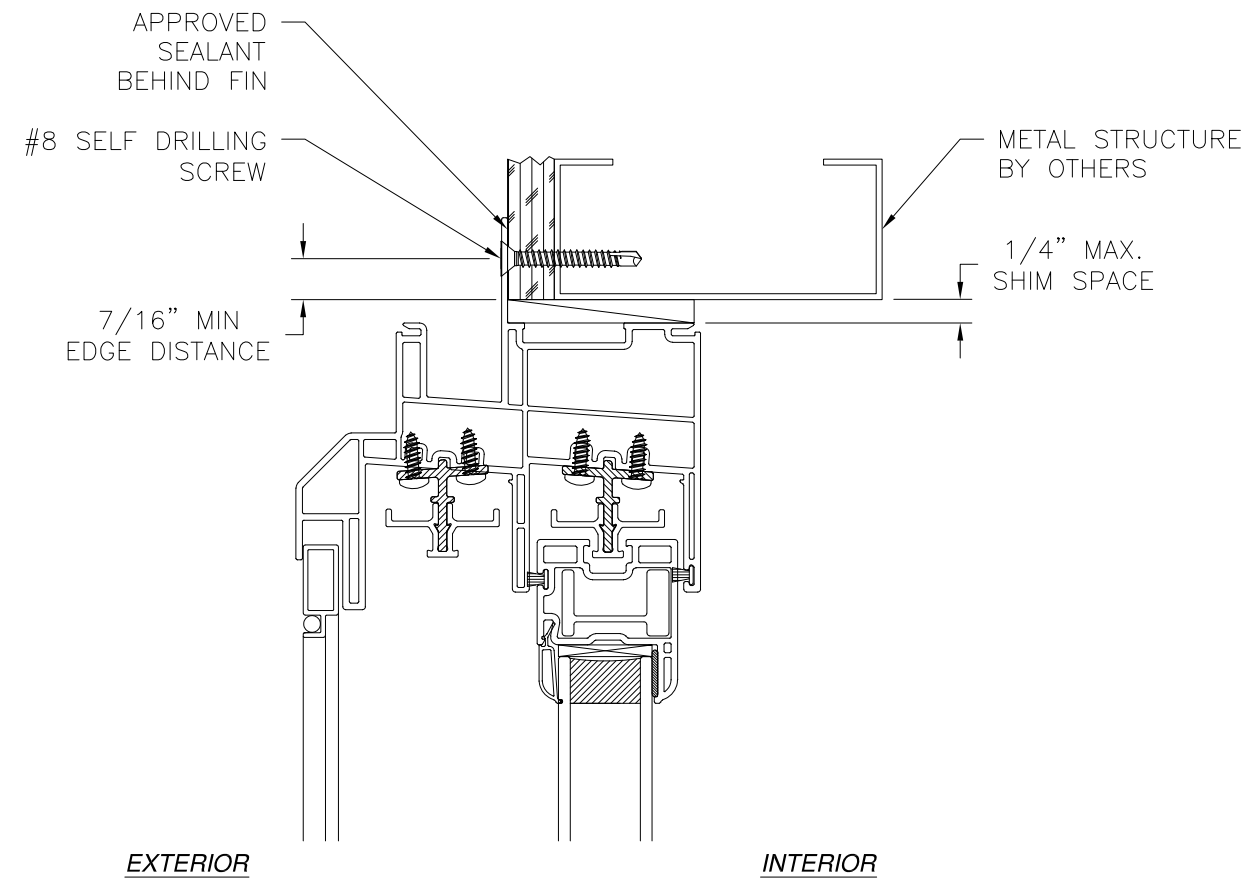 APPROVED
SEALANT
BEHIND FIN
#8 SELF DRILLING
SCREW
METAL STRUCTURE
BY OTHERS
1/4" MAX.
SHIM SPACE
7/16" MIN
EDGE DISTANCE
EXTERIOR
INTERIOR